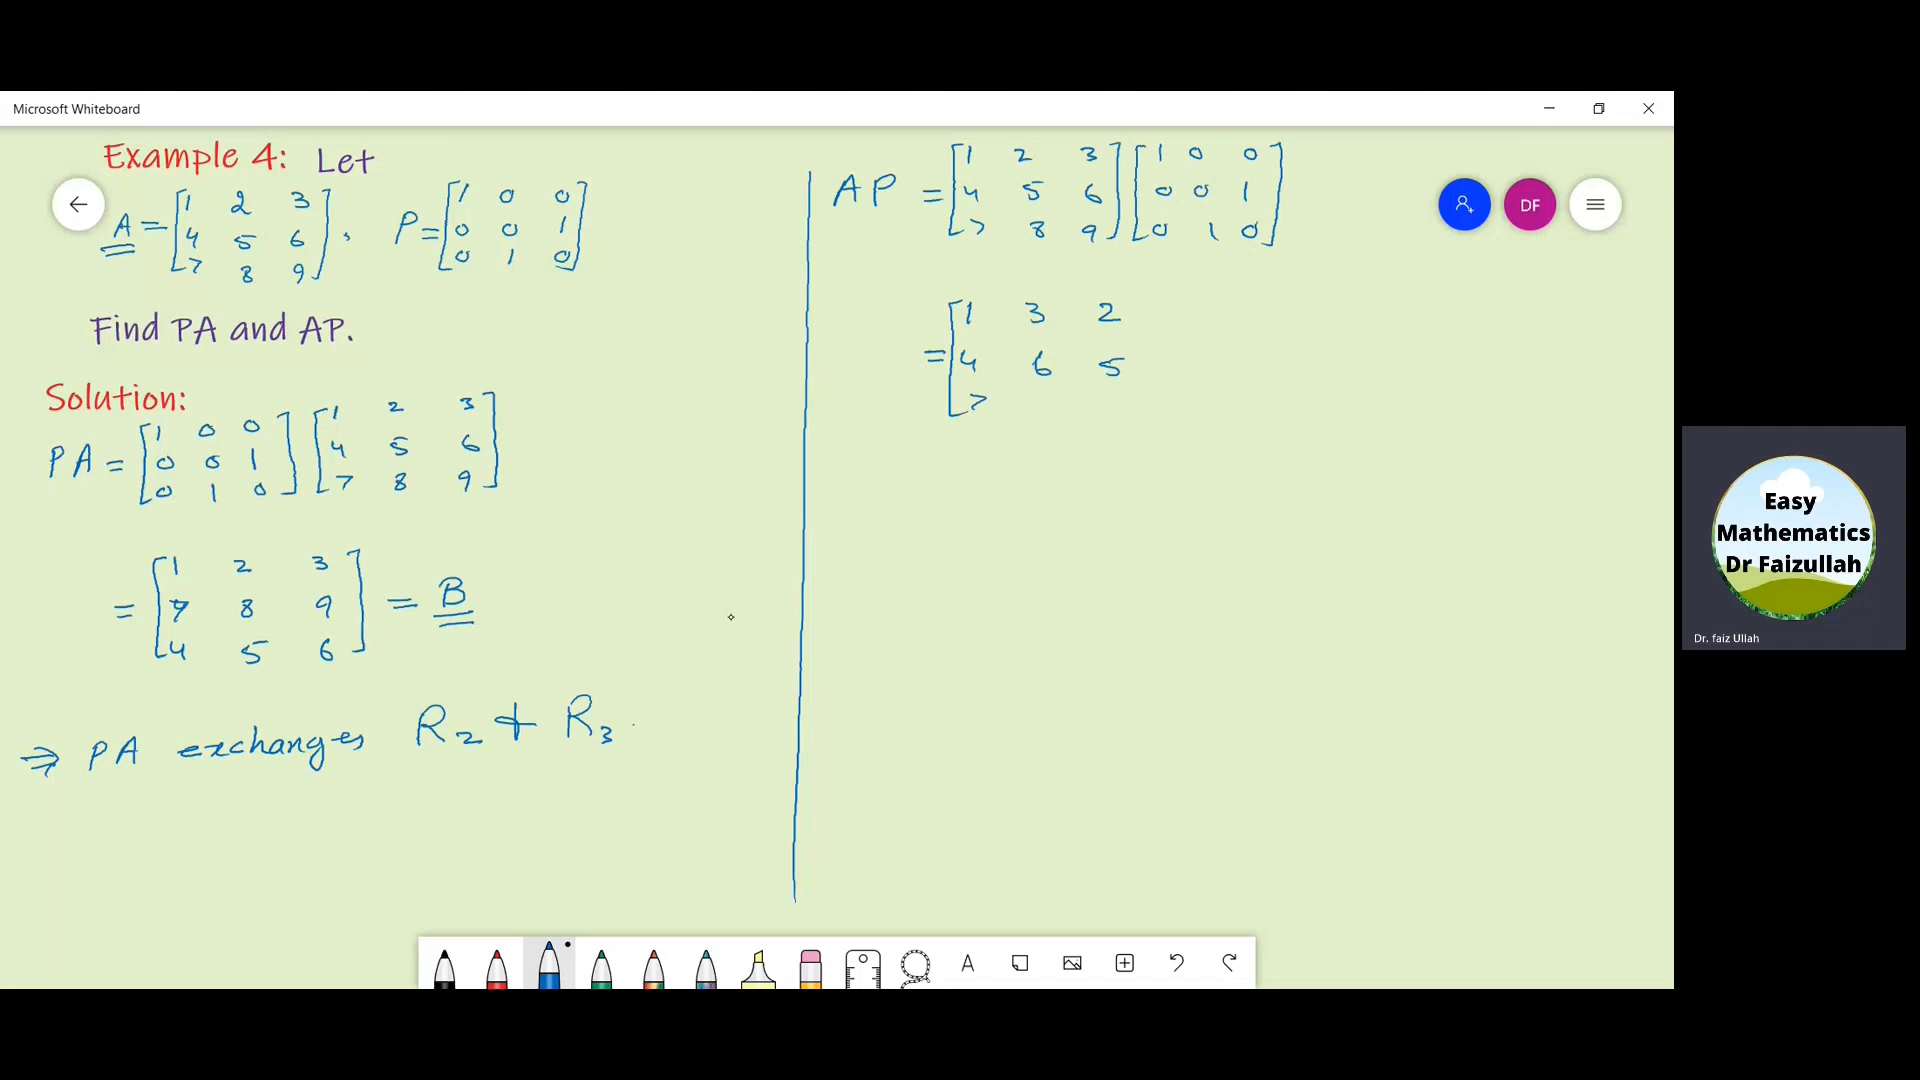 Microsoft Whiteboard
Example 4: Let
A = [1 2 3
4 5 6
7 8 9], P = [1 0 0
0 0 1
0 1 0]
Find PA and AP.
Solution:
PA = [1 0 0
0 0 1
0 1 0] [1 2 3
4 5 6
7 8 9]
= [1 2 3
7 8 9
4 5 6] = B
⇒ PA exchanges R2 + R3.
AP = [1 2 3
4 5 6
7 8 9] [1 0 0
0 0 1
0 1 0]
= [1 3 2
4 6 5
7
DF
Easy
Mathematics
Dr Faizullah
Dr. faiz Ullah
A